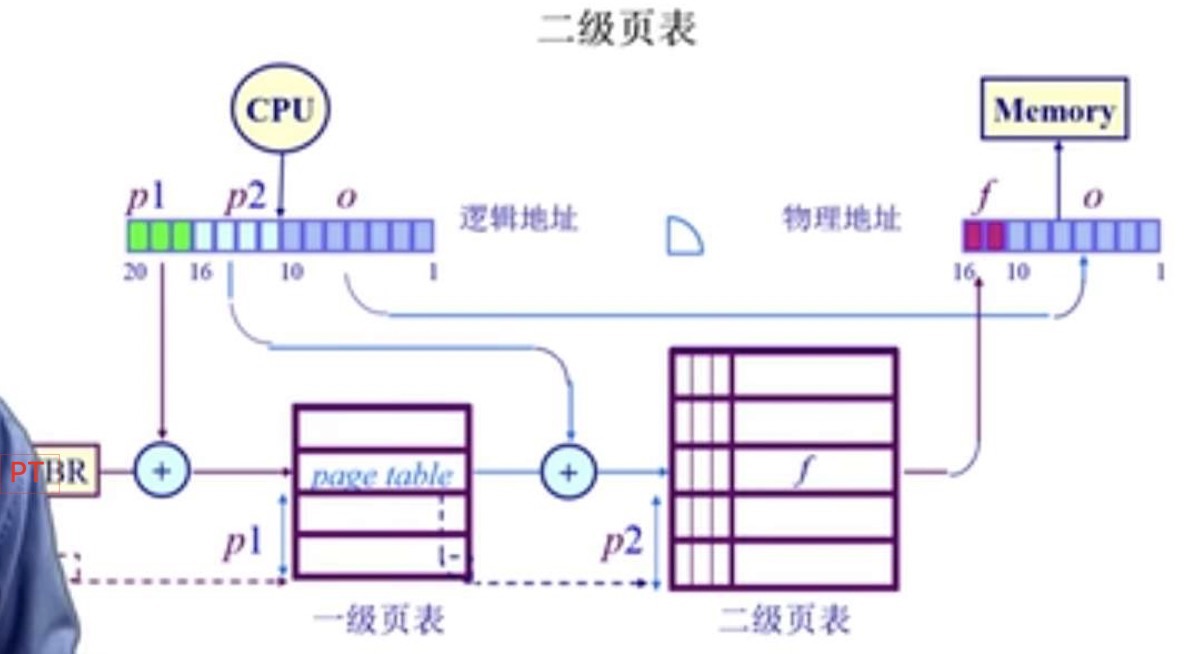 二级页表
CPU
Memory
p1 p2 o
逻辑地址
物理地址
f o
20 16 10 1
16 10 1
PTBR
+
page table
+
f
p1
p2
一级页表
二级页表